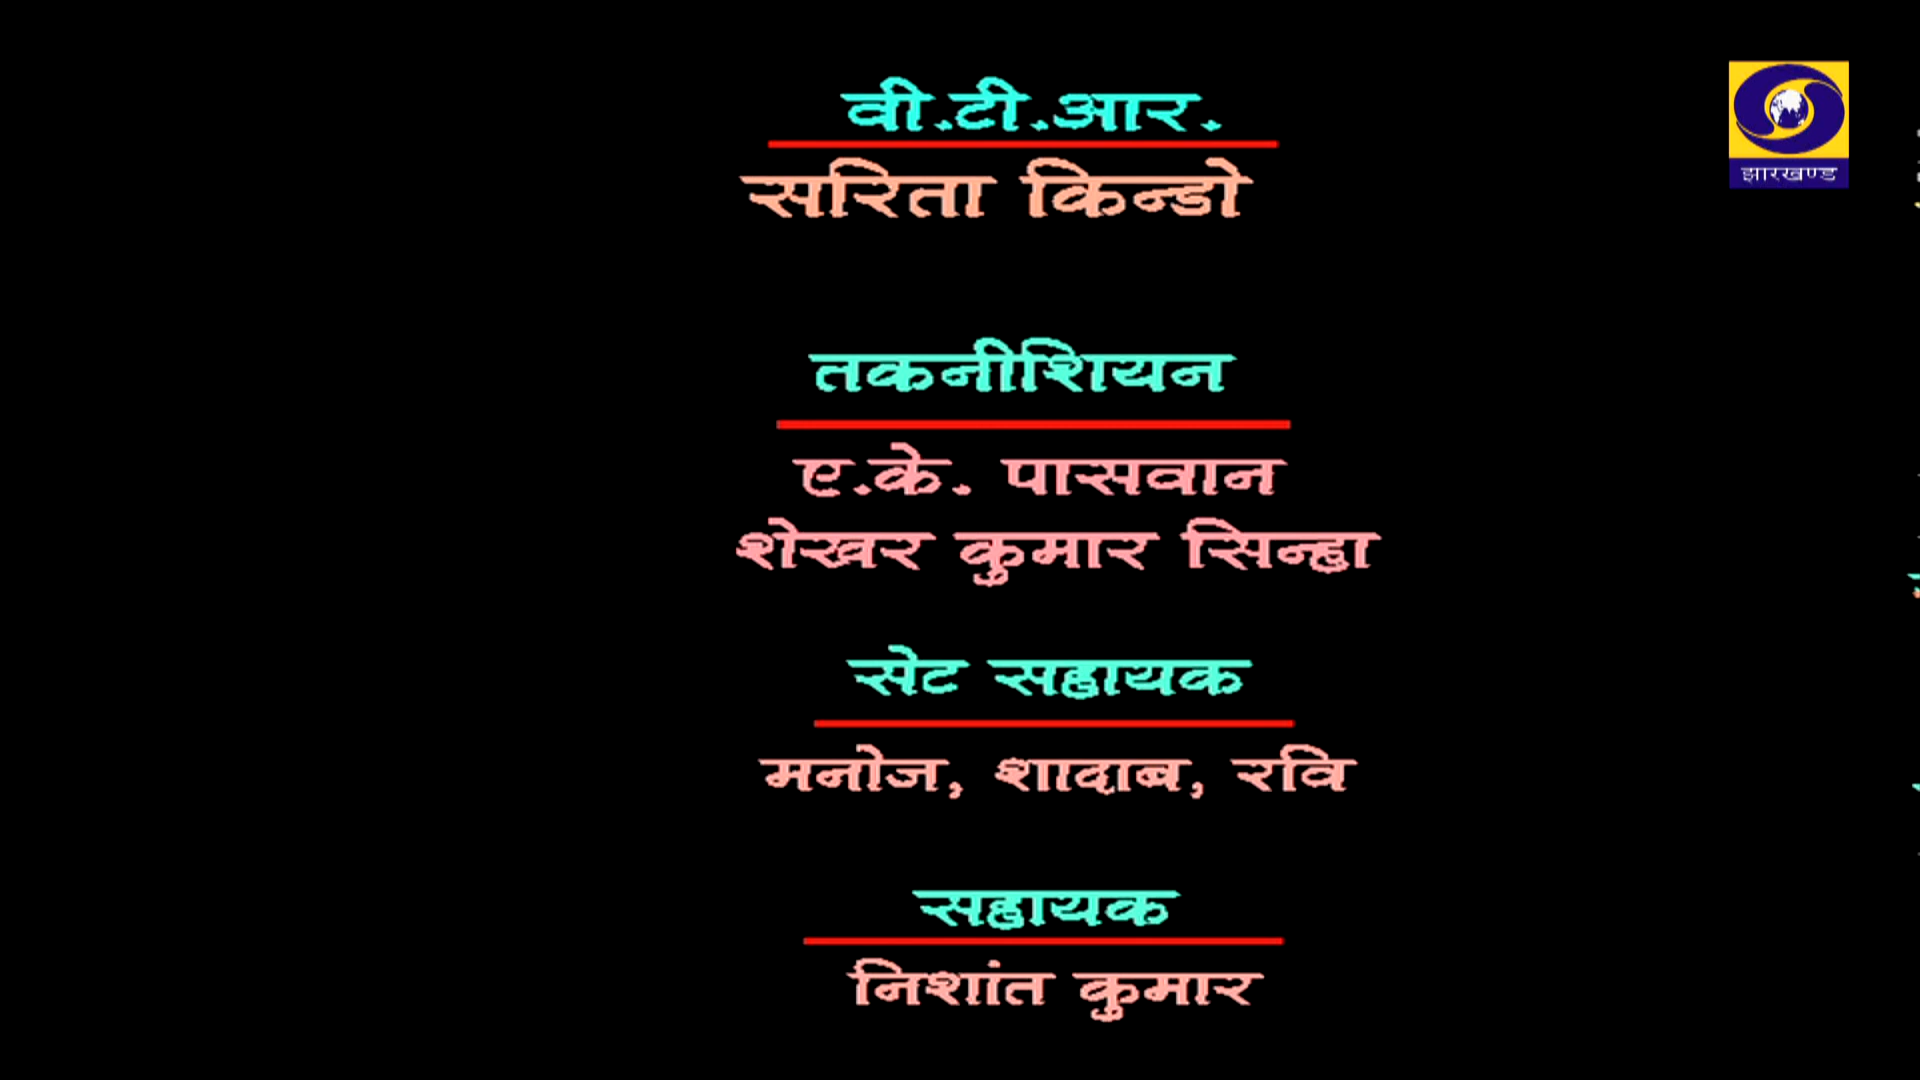 वी.टी.आर.
झारखण्ड
सरिता किन्डो
तकनीशियन
ए.के. पासवान
शेखर कुमार सिन्हा
सेट सहायक
मनोज, शादाब, रवि
सहायक
निशांत कुमार